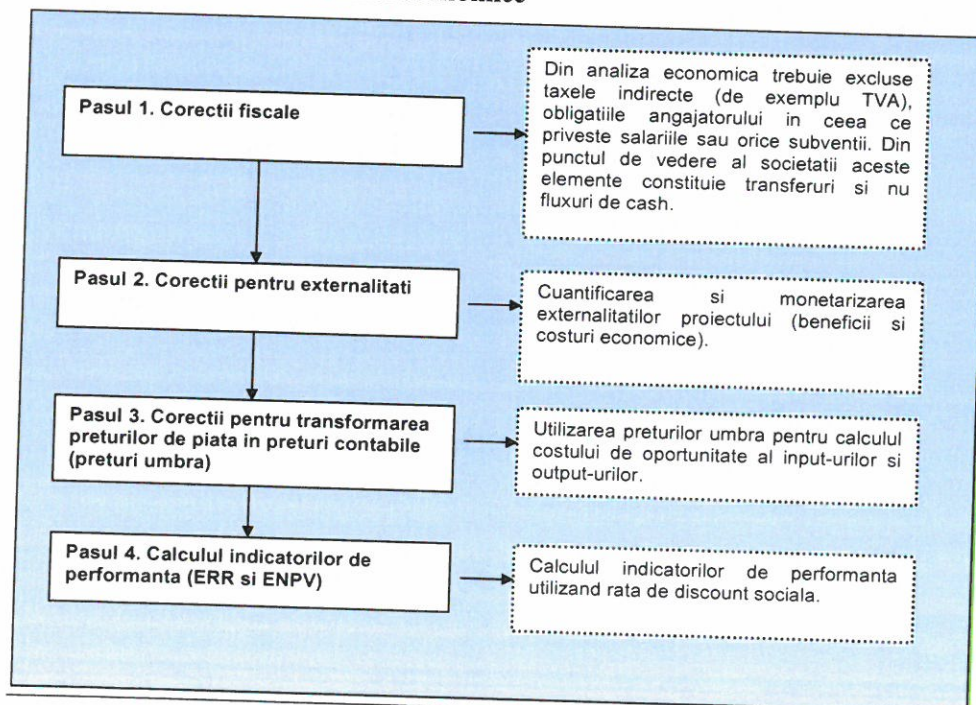 Pasul 1. Corectii fiscale
Din analiza economica trebuie excluse
taxele indirecte (de exemplu TVA),
obligatiile angajatorului in ceea ce
priveste salariile sau orice subventii. Din
punctul de vedere al societatii aceste
elemente constituie transferuri si nu
fluxuri de cash.
Pasul 2. Corectii pentru externalitati
Cuantificarea si monetarizarea
externalitatilor proiectului (beneficii si
costuri economice).
Pasul 3. Corectii pentru transformarea
preturilor de piata in preturi contabile
(preturi umbra)
Utilizarea preturilor umbra pentru calculul
costului de oportunitate al input-urilor si
output-urilor.
Pasul 4. Calculul indicatorilor de
performanta (ERR si ENPV)
Calculul indicatorilor de performanta
utilizand rata de discount sociala.